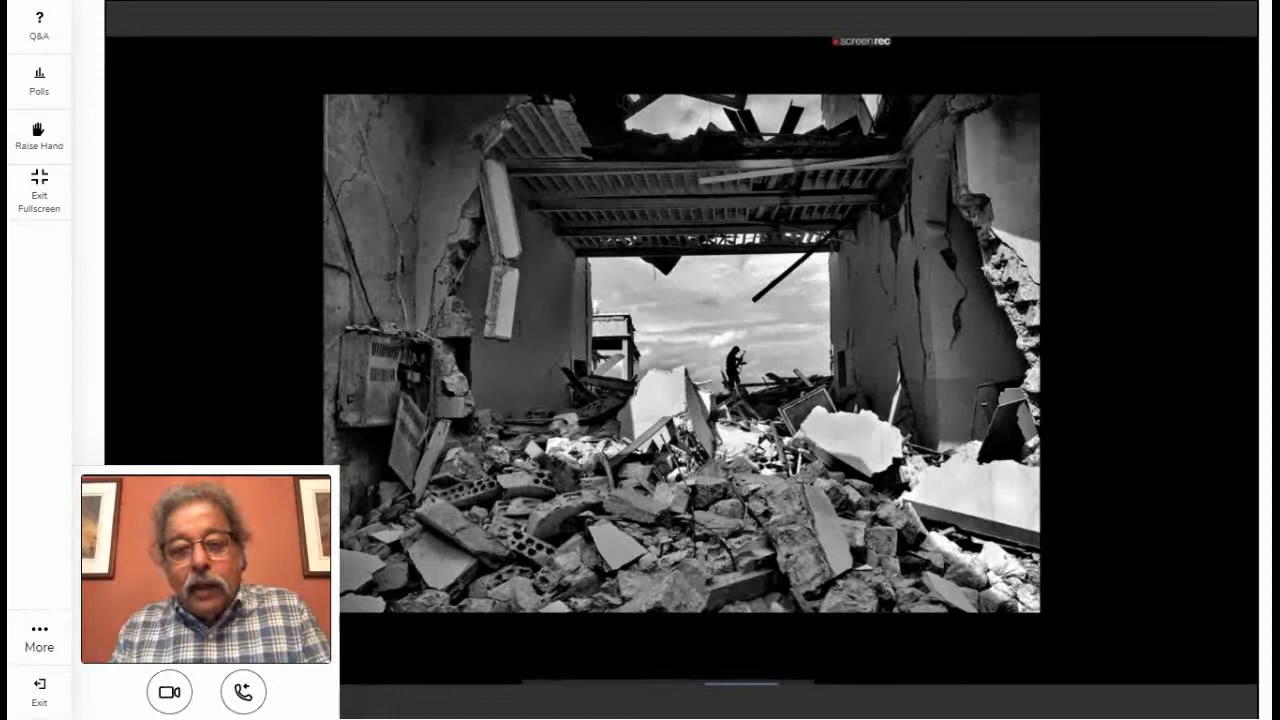 ?
Q&A
Polls
Raise Hand
Exit
Fullscreen
More
Exit
screenrec